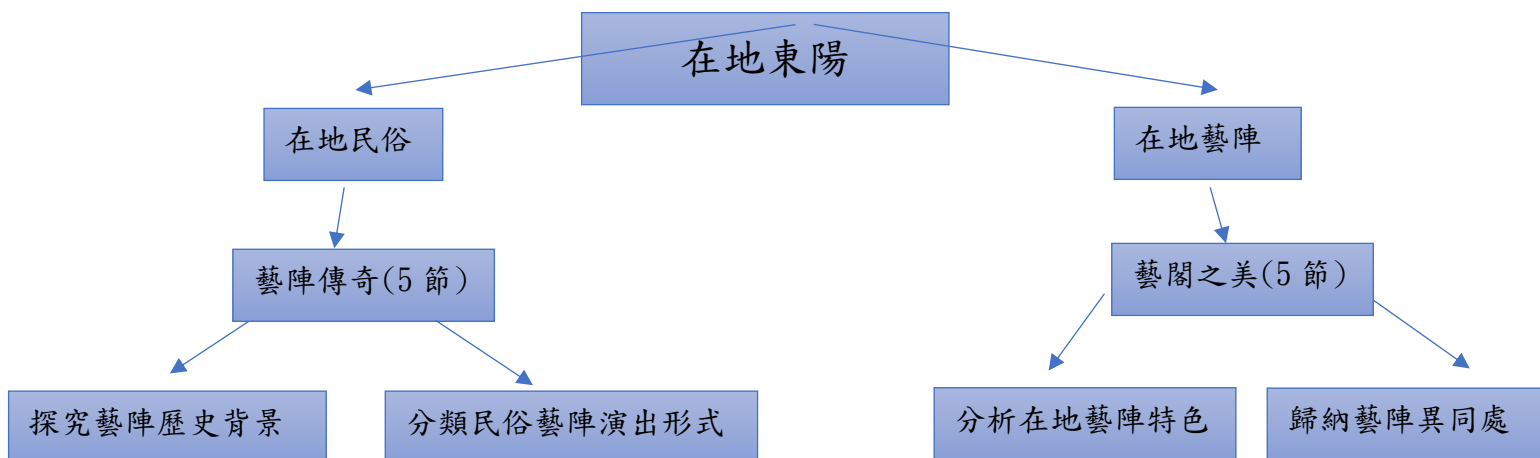 在地東陽
在地民俗
在地藝陣
藝陣傳奇(5 節)
藝閣之美(5 節)
探究藝陣歷史背景
分類民俗藝陣演出形式
分析在地藝陣特色
歸納藝陣異同處